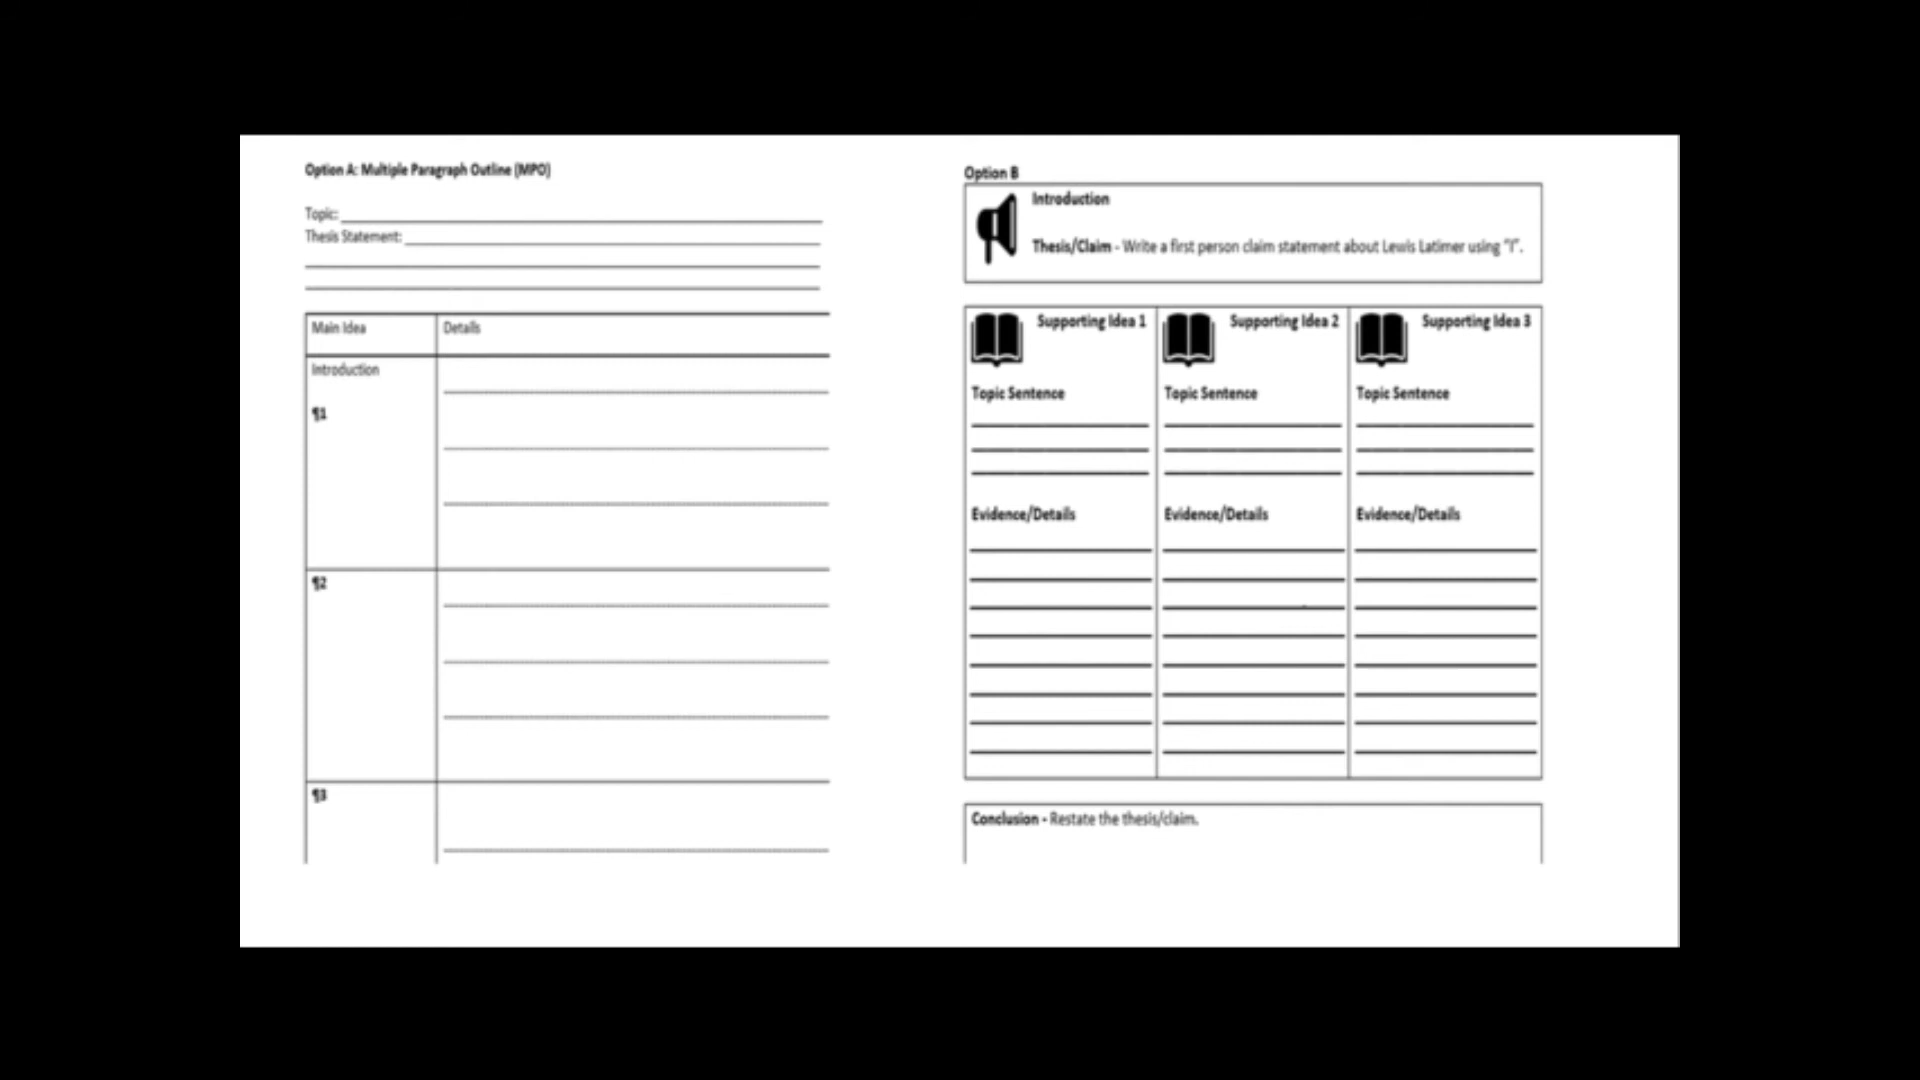 Option A: Multiple Paragraph Outline (MPO)
Topic:
Thesis Statement:
Main Idea Details
Introduction
¶1
¶2
¶3
Option B
Introduction
Thesis/Claim - Write a first person claim statement about Lewis Latimer using "I".
Supporting Idea 1 Supporting Idea 2 Supporting Idea 3
Topic Sentence Topic Sentence Topic Sentence
Evidence/Details Evidence/Details Evidence/Details
Conclusion - Restate the thesis/claim.